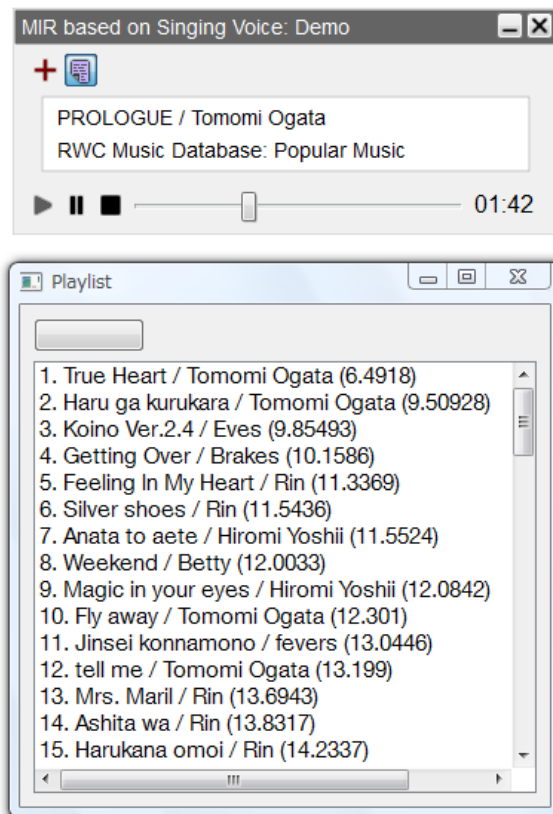 MIR based on Singing Voice: Demo
PROLOGUE / Tomomi Ogata
RWC Music Database: Popular Music
01:42
Playlist
1. True Heart / Tomomi Ogata (6.4918)
2. Haru ga kurukara / Tomomi Ogata (9.50928)
3. Koino Ver.2.4 / Eves (9.85493)
4. Getting Over / Brakes (10.1586)
5. Feeling In My Heart / Rin (11.3369)
6. Silver shoes / Rin (11.5436)
7. Anata to aete / Hiromi Yoshii (11.5524)
8. Weekend / Betty (12.0033)
9. Magic in your eyes / Hiromi Yoshii (12.0842)
10. Fly away / Tomomi Ogata (12.301)
11. Jinsei konnamono / fevers (13.0446)
12. tell me / Tomomi Ogata (13.199)
13. Mrs. Maril / Rin (13.6943)
14. Ashita wa / Rin (13.8317)
15. Harukana omoi / Rin (14.2337)